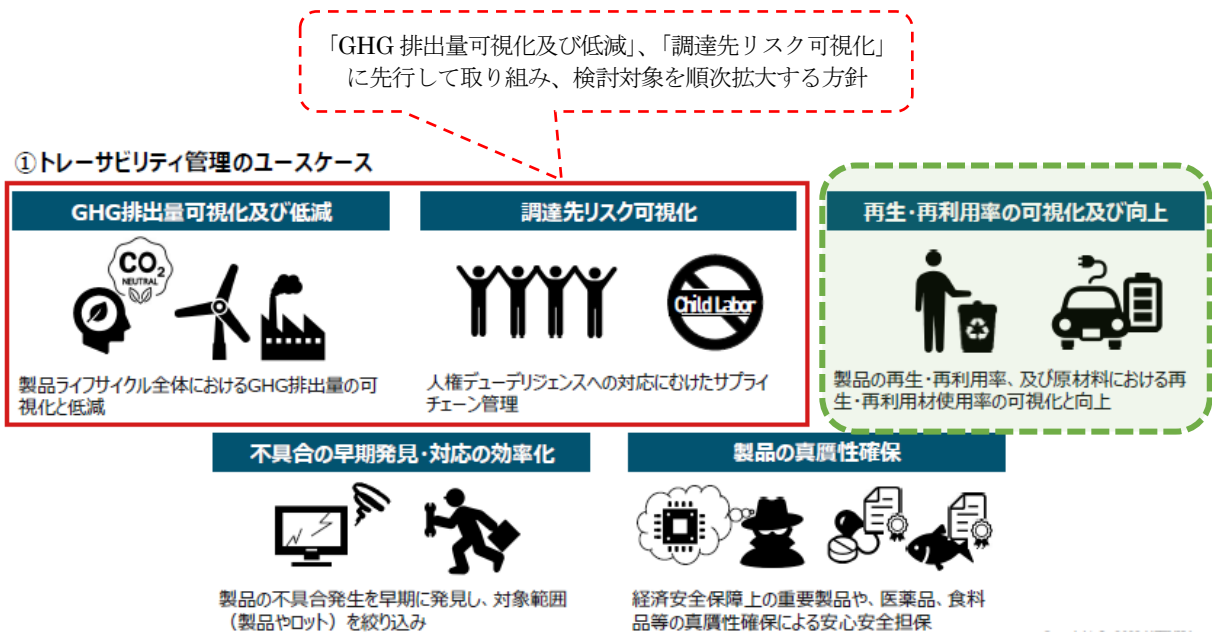 「GHG 排出量可視化及び低減」、「調達先リスク可視化」
に先行して取り組み、検討対象を順次拡大する方針
①トレーサビリティ管理のユースケース
GHG排出量可視化及び低減
CO2
NEUTRAL
製品ライフサイクル全体におけるGHG排出量の可
視化と低減
調達先リスク可視化
Child Labor
人権デューデリジェンスへの対応にむけたサプライ
チェーン管理
再生・再利用率の可視化及び向上
製品の再生・再利用率、及び原材料における再
生・再利用材使用率の可視化と向上
不具合の早期発見・対応の効率化
製品の不具合発生を早期に発見し、対象範囲
（製品やロット）を絞り込み
製品の真贋性確保
経済安全保障上の重要製品や、医薬品、食料
品等の真贋性確保による安心安全担保